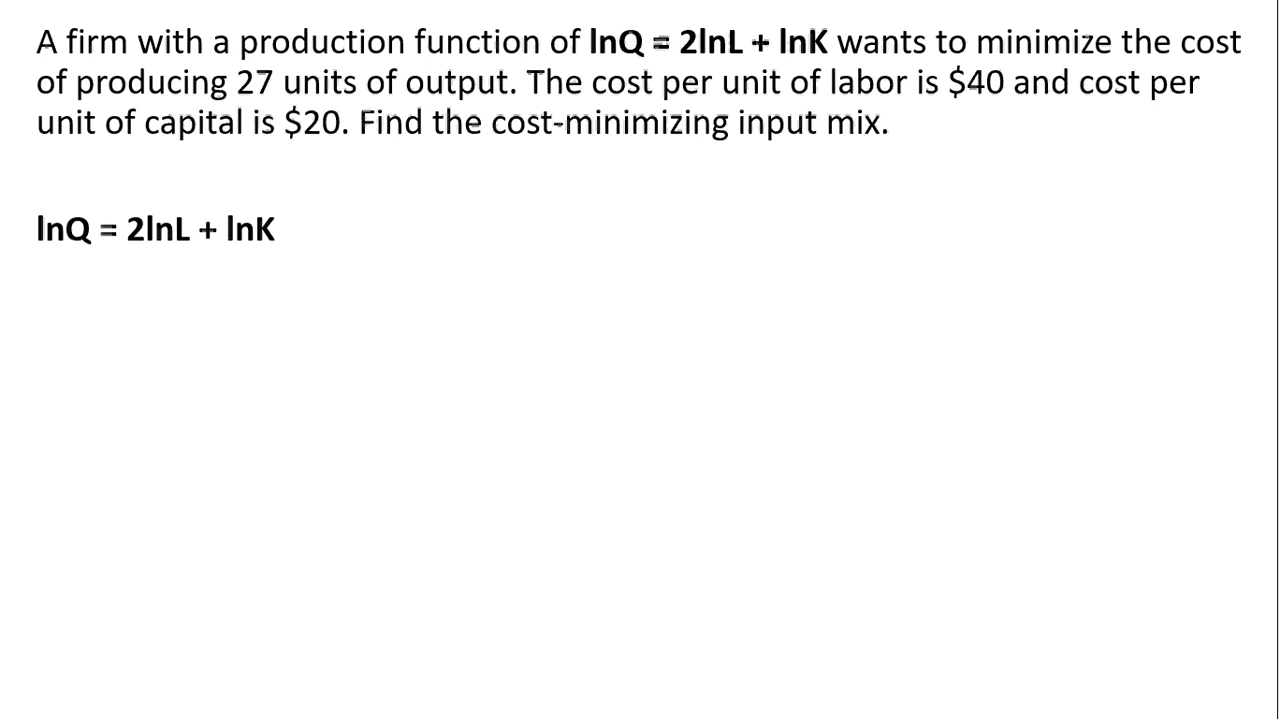 A firm with a production function of lnQ = 2lnL + lnK wants to minimize the cost
of producing 27 units of output. The cost per unit of labor is $40 and cost per
unit of capital is $20. Find the cost-minimizing input mix.
lnQ = 2lnL + lnK